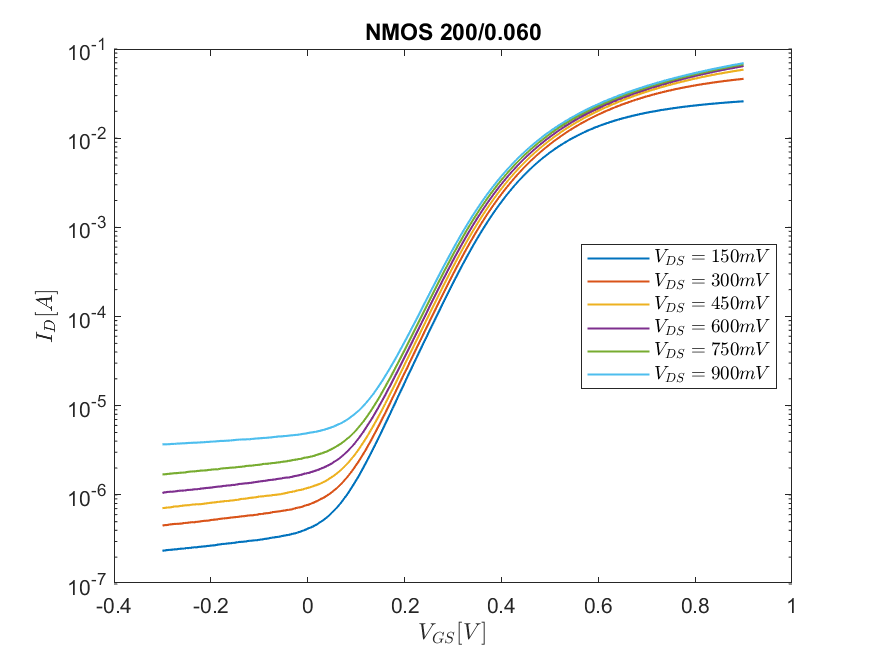 NMOS 200/0.060
10^-1
10^-2
10^-3
10^-4
10^-5
10^-6
10^-7
I_D[A]
V_DS = 150mV
V_DS = 300mV
V_DS = 450mV
V_DS = 600mV
V_DS = 750mV
V_DS = 900mV
-0.4 -0.2 0 0.2 0.4 0.6 0.8 1
V_GS[V]